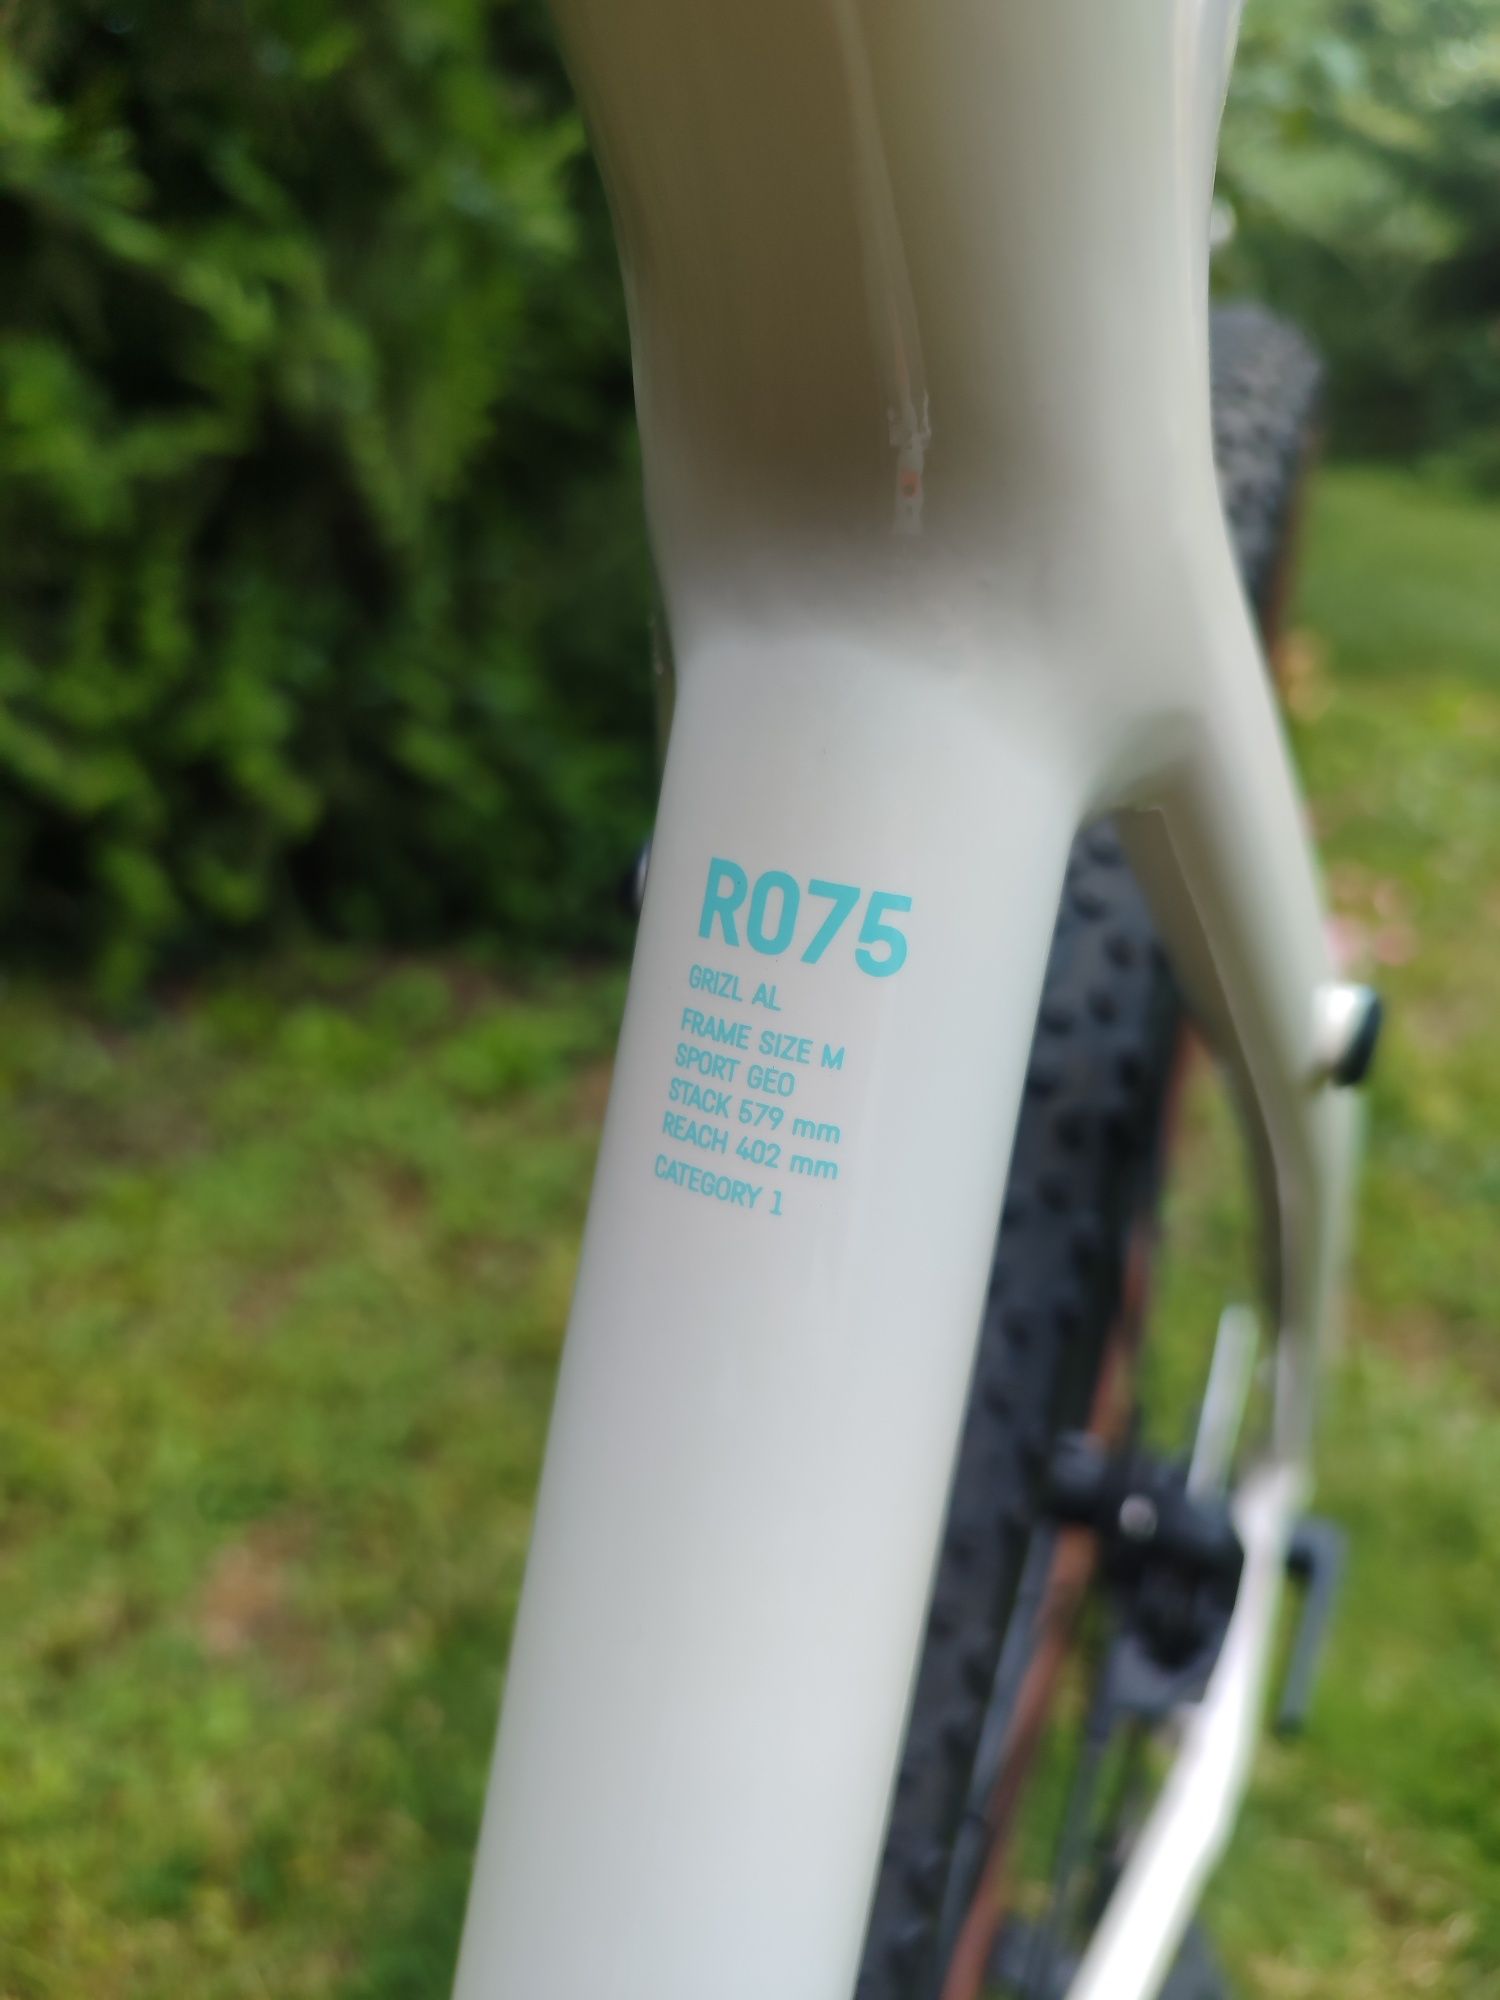 R075
GRIZL AL
FRAME SIZE M
SPORT GEO
STACK 579 mm
REACH 402 mm
CATEGORY 1